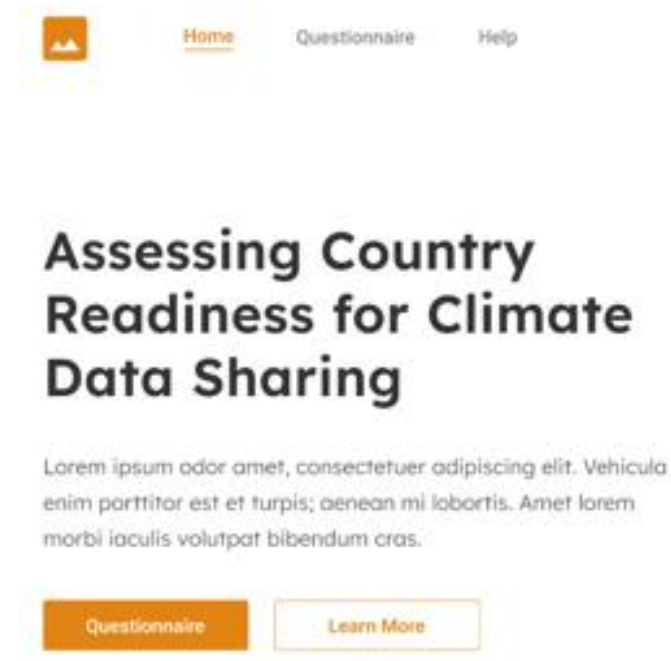 Home Questionnaire Help
Assessing Country
Readiness for Climate
Data Sharing
Lorem ipsum odor amet, consectetuer adipiscing elit. Vehicula
enim porttitor est et turpis; aenean mi lobortis. Amet lorem
morbi iaculis volutpat bibendum cras.
Questionnaire Learn More